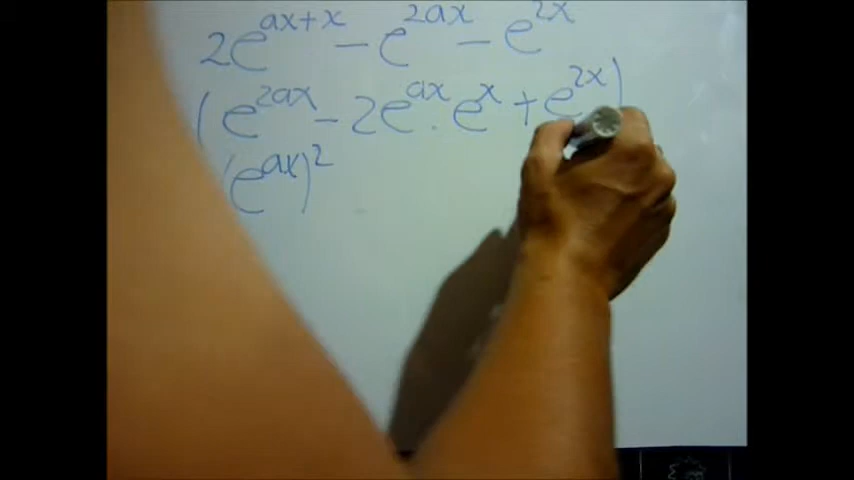 2e^{ax+x} - e^{2ax} - e^{2x}
(e^{2ax} - 2e^{ax} . e^{x} + e^{2x})
(e^{ax})^2